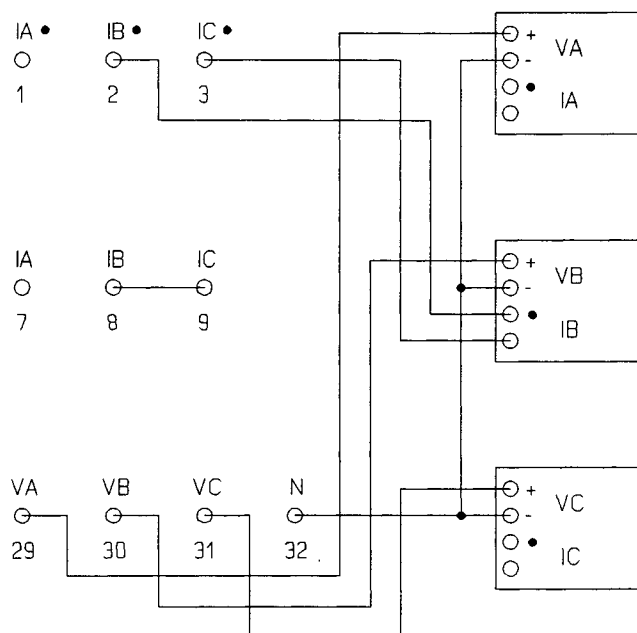 IA • IB • IC •
1 2 3
IA IB IC
7 8 9
VA VB VC N
29 30 31 32
+ VA
-
• IA
+ VB
-
• IB
+ VC
-
• IC